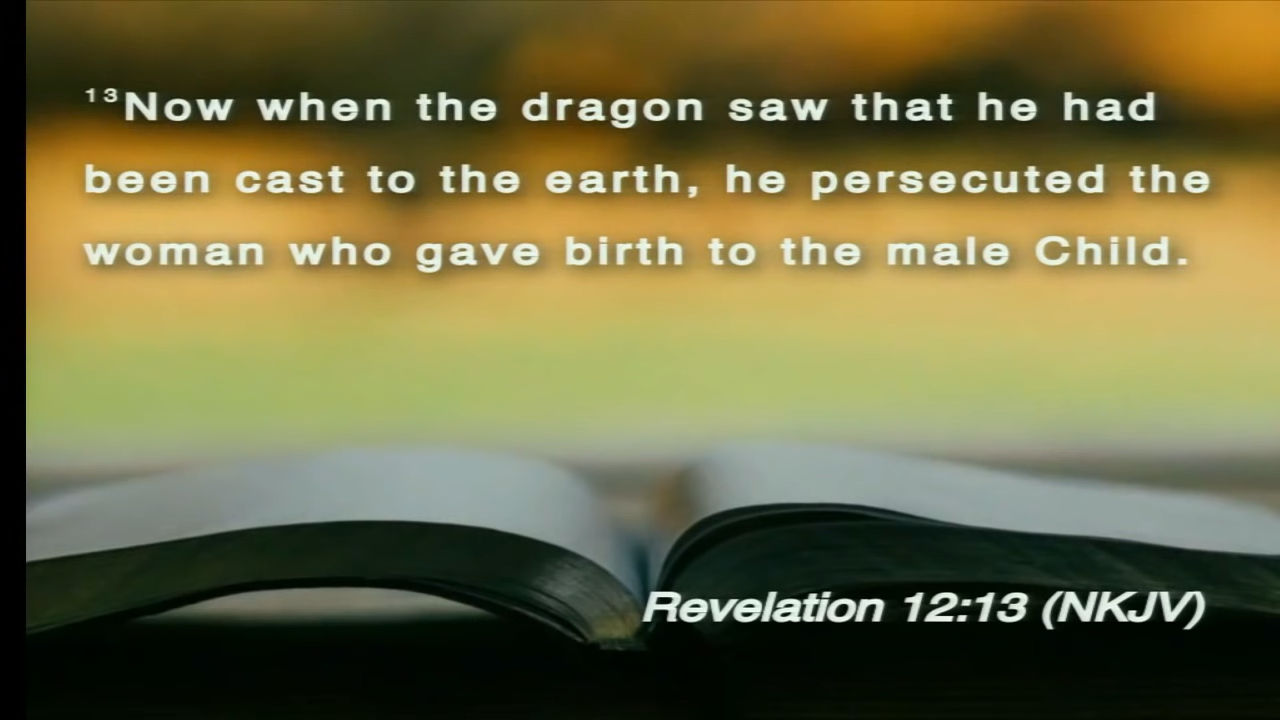 ¹³Now when the dragon saw that he had
been cast to the earth, he persecuted the
woman who gave birth to the male Child.
Revelation 12:13 (NKJV)